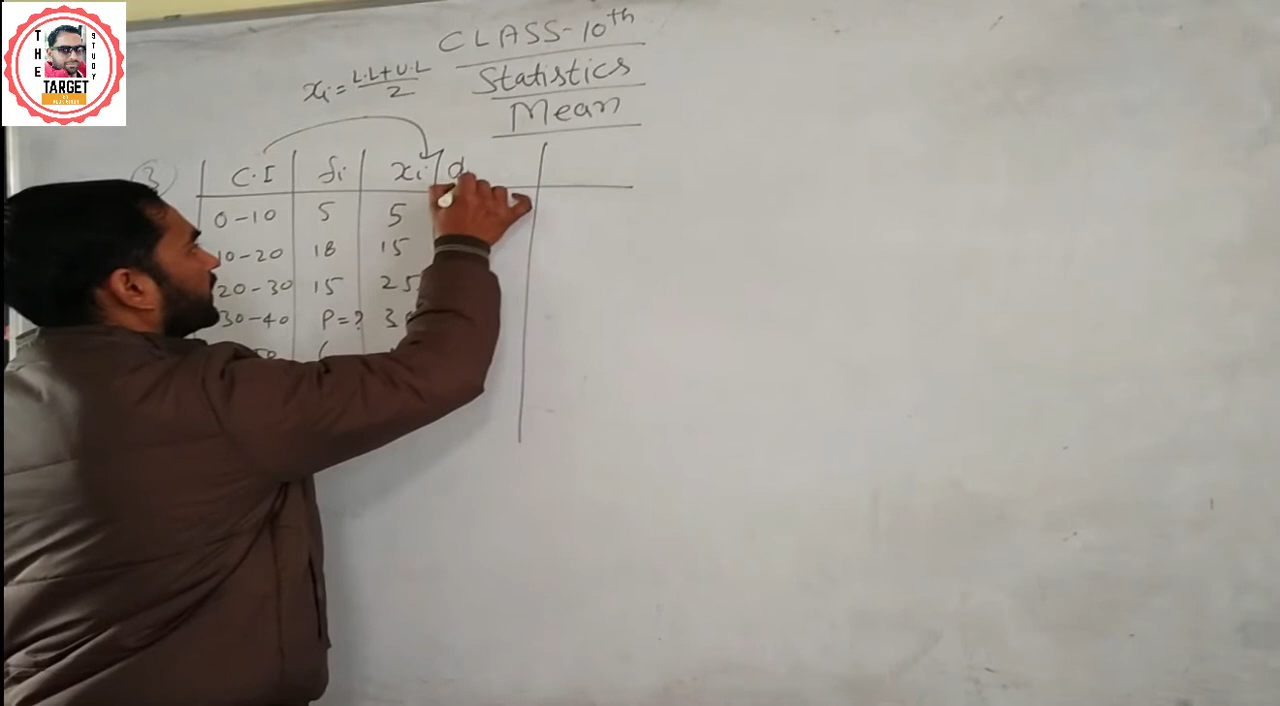 THE
STUDY
TARGET
CLASS-10th
Statistics
Mean
xi = L.L+U.L/2
3
C.I fi xi d
0-10 5 5
10-20 18 15
20-30 15 25
30-40 P=?